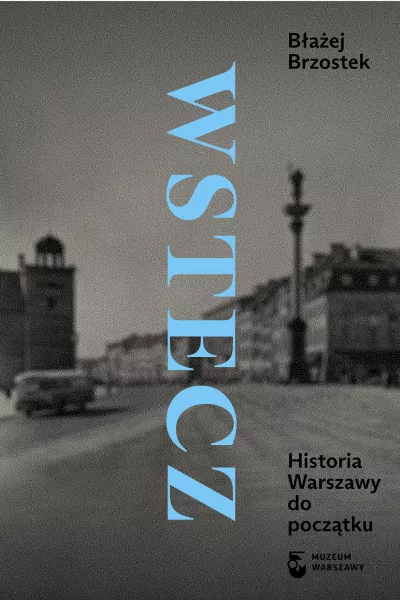 Błażej
Brzostek
WSTECZ
Historia
Warszawy
do
początku
MUZEUM
WARSZAWY